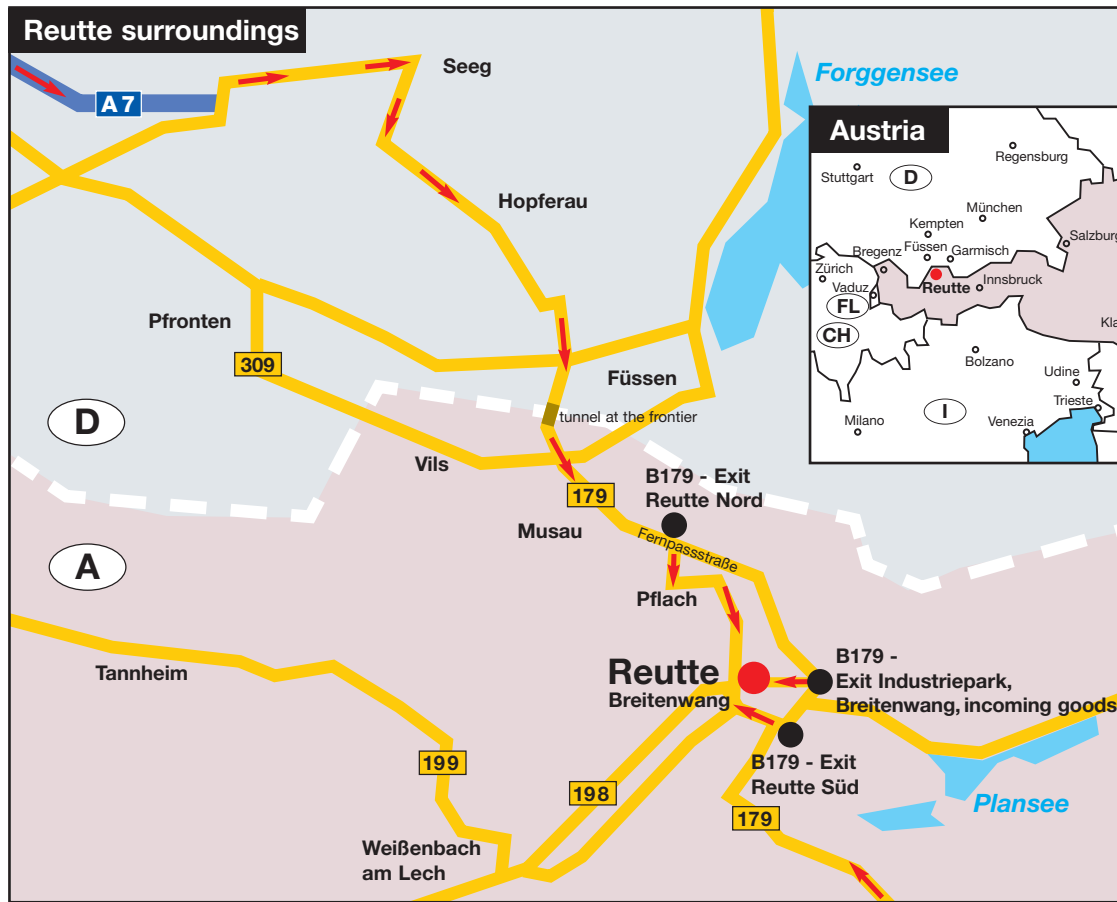 Reutte surroundings
Seeg
A 7
Forggensee
Hopferau
Pfronten
309
Füssen
tunnel at the frontier
D
Vils
179
B179 - Exit
Reutte Nord
Musau
Fernpassstraße
A
Pflach
Tannheim
Reutte
Breitenwang
B179 -
Exit Industriepark,
Breitenwang, incoming goods
199
198
B179 - Exit
Reutte Süd
Plansee
179
Weißenbach
am Lech
Austria
Regensburg
Stuttgart
D
München
Kempten
Salzburg
Bregenz
Füssen
Garmisch
Zürich
Vaduz
Reutte
Innsbruck
FL
CH
Kla
Bolzano
Udine
Trieste
Milano
I
Venezia